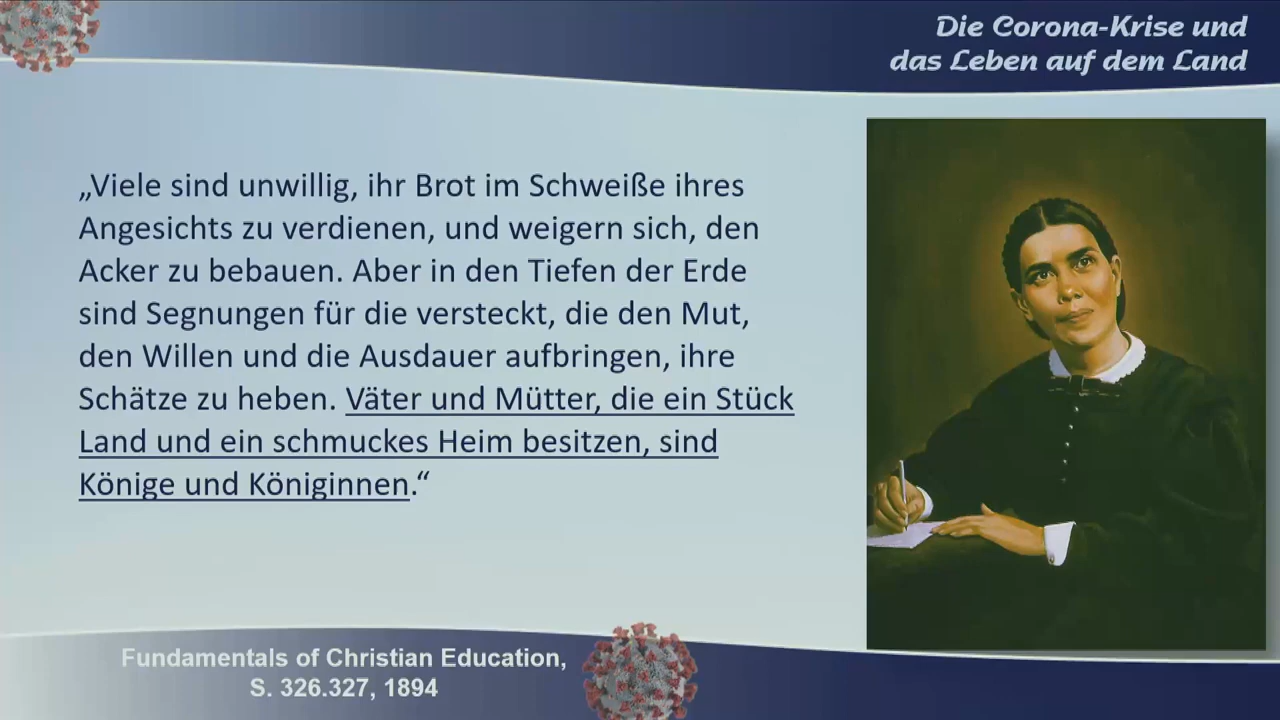 Die Corona-Krise und
das Leben auf dem Land
„Viele sind unwillig, ihr Brot im Schweiße ihres
Angesichts zu verdienen, und weigern sich, den
Acker zu bebauen. Aber in den Tiefen der Erde
sind Segnungen für die versteckt, die den Mut,
den Willen und die Ausdauer aufbringen, ihre
Schätze zu heben. Väter und Mütter, die ein Stück
Land und ein schmuckes Heim besitzen, sind
Könige und Königinnen.“
Fundamentals of Christian Education,
S. 326.327, 1894